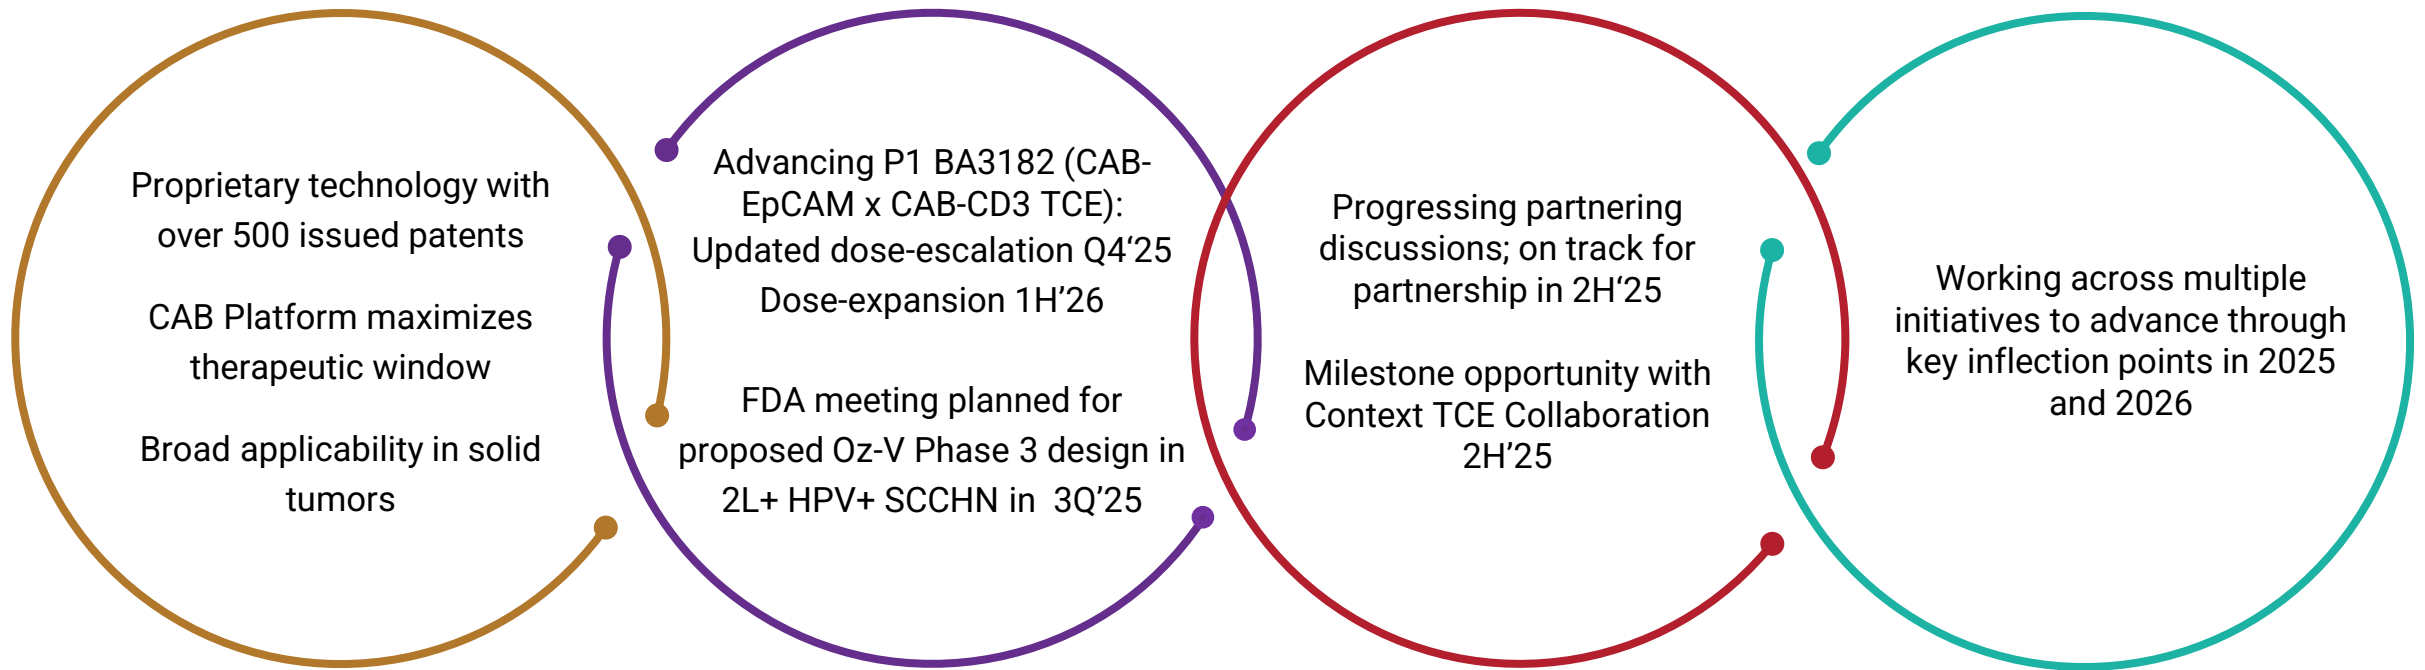 Proprietary technology with
over 500 issued patents
CAB Platform maximizes
therapeutic window
Broad applicability in solid
tumors
Advancing P1 BA3182 (CAB-
EpCAM x CAB-CD3 TCE):
Updated dose-escalation Q4‘25
Dose-expansion 1H’26
FDA meeting planned for
proposed Oz-V Phase 3 design in
2L+ HPV+ SCCHN in  3Q’25
Progressing partnering
discussions; on track for
partnership in 2H‘25
Milestone opportunity with
Context TCE Collaboration
2H’25
Working across multiple
initiatives to advance through
key inflection points in 2025
and 2026